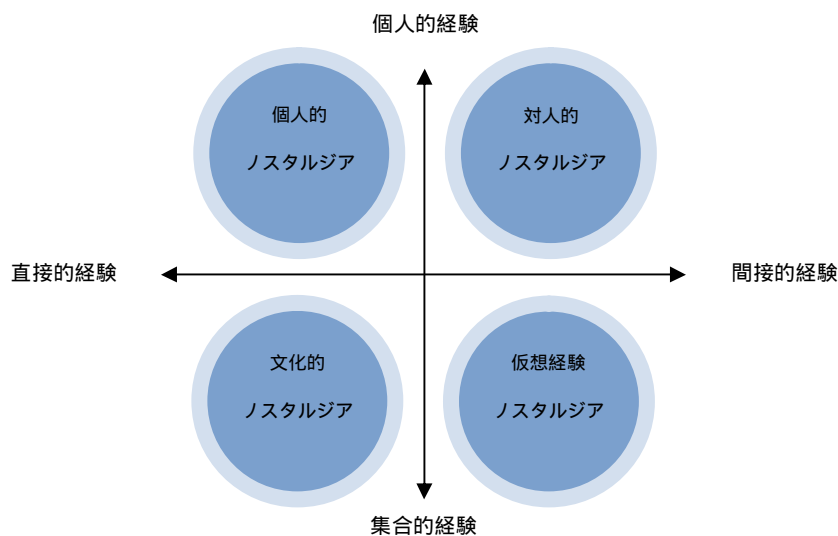 個人的経験
個人的
ノスタルジア
対人的
ノスタルジア
直接的経験
間接的経験
文化的
ノスタルジア
仮想経験
ノスタルジア
集合的経験